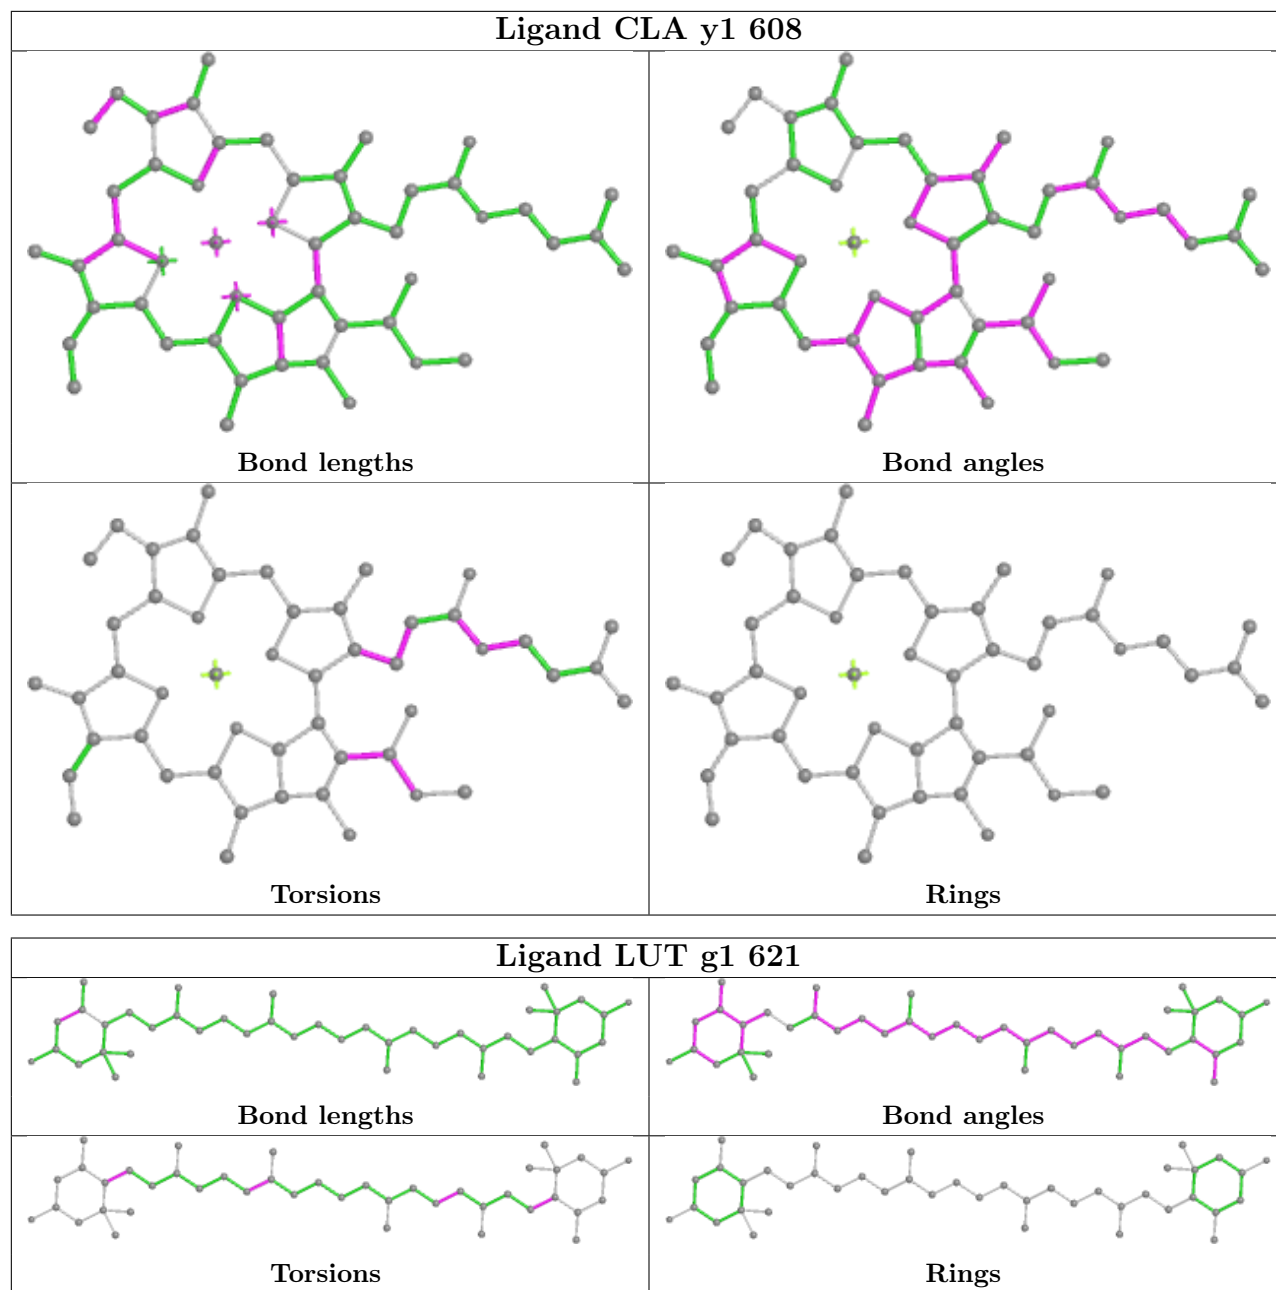 Ligand CLA y1 608
Bond lengths
Bond angles
Torsions
Rings
Ligand LUT g1 621
Bond lengths
Bond angles
Torsions
Rings